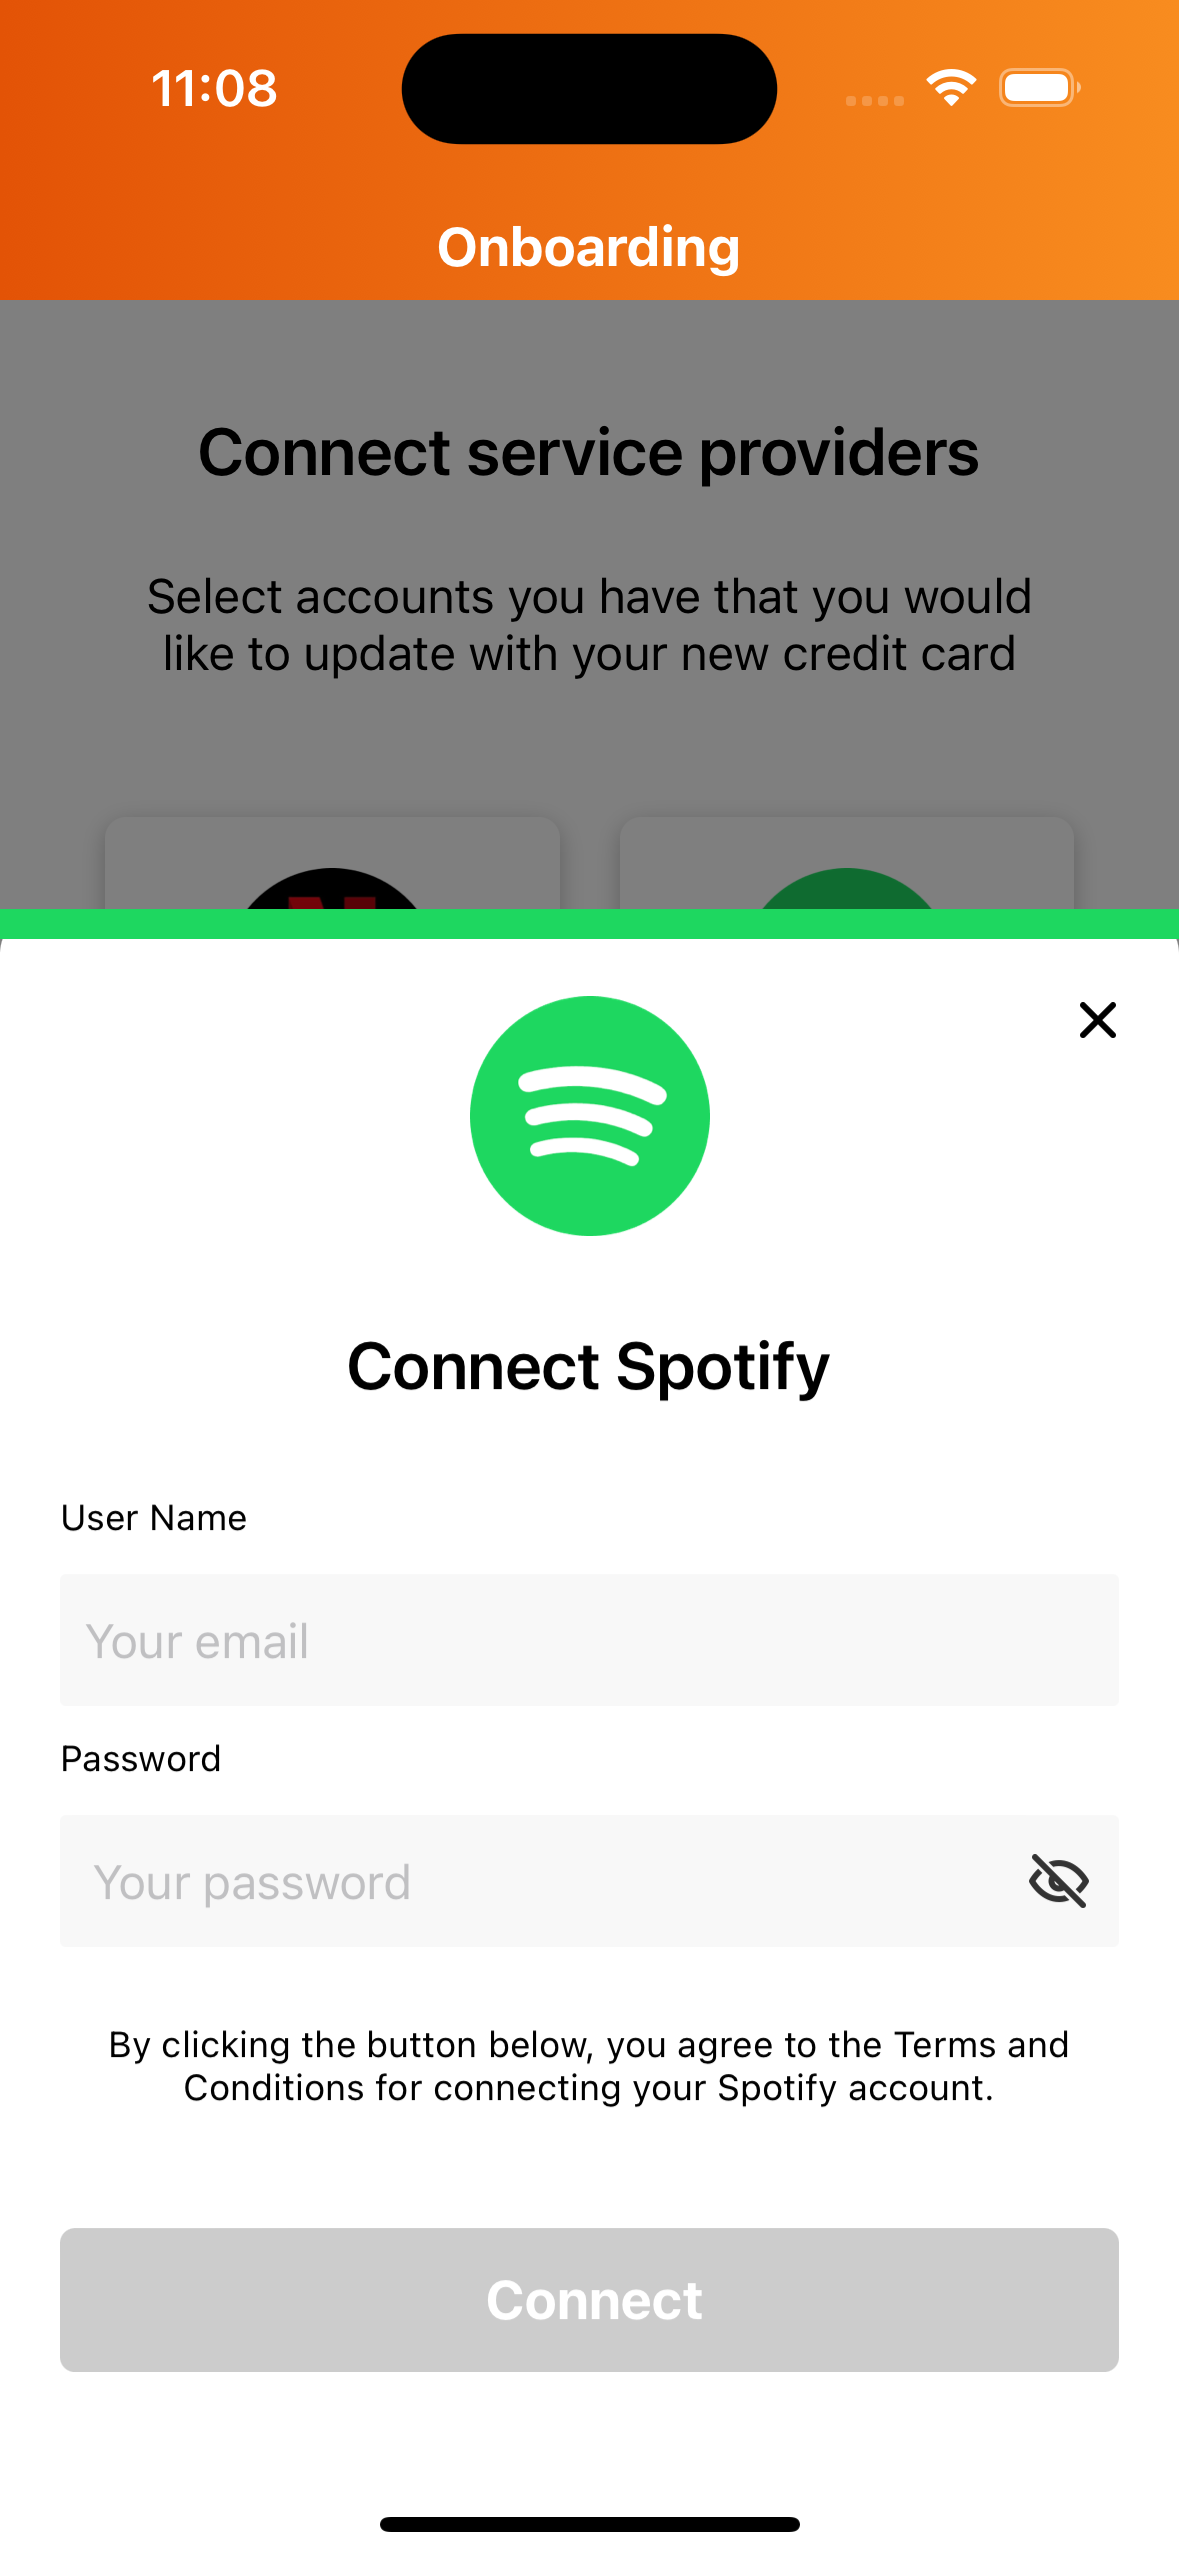 11:08
Onboarding
Connect service providers
Select accounts you have that you would
like to update with your new credit card
Connect Spotify
User Name
Your email
Password
Your password
By clicking the button below, you agree to the Terms and
Conditions for connecting your Spotify account.
Connect